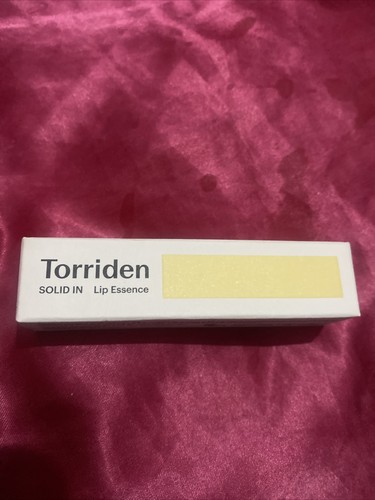 Torriden
SOLID IN Lip Essence